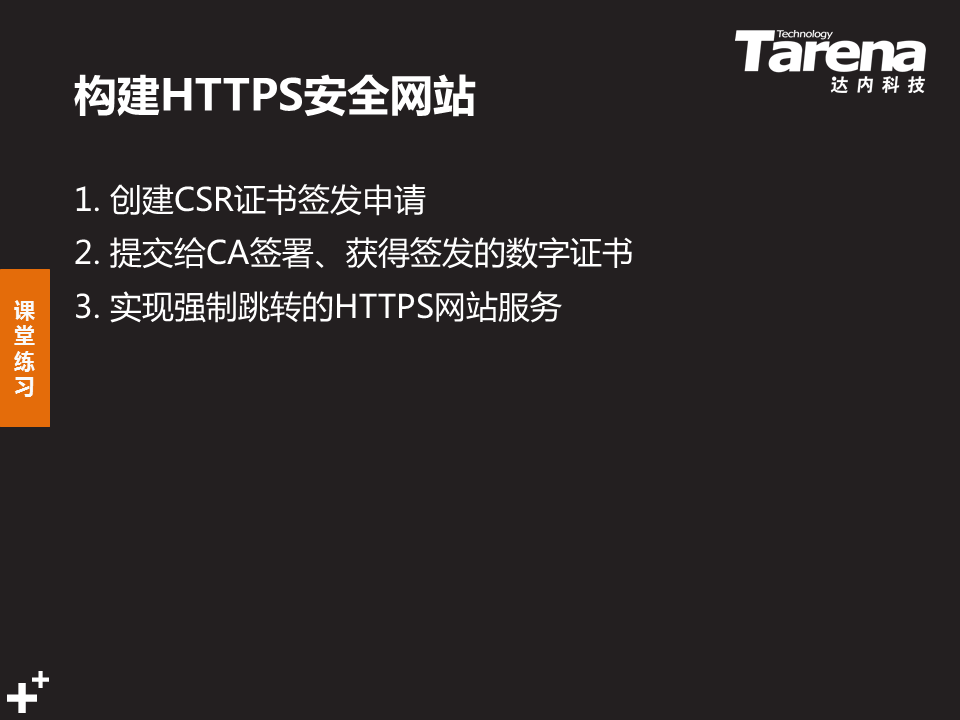 Technology
Tarena
达内科技
构建HTTPS安全网站
1. 创建CSR证书签发申请
2. 提交给CA签署、获得签发的数字证书
3. 实现强制跳转的HTTPS网站服务
课堂练习